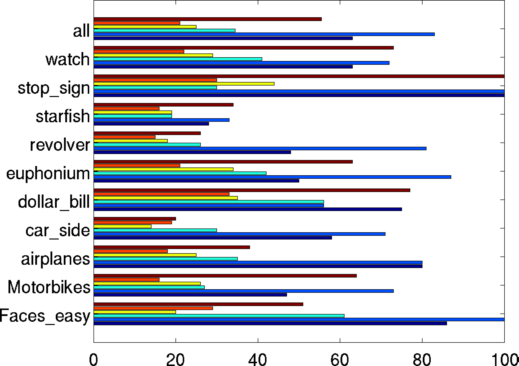 all
watch
stop_sign
starfish
revolver
euphonium
dollar_bill
car_side
airplanes
Motorbikes
Faces_easy
0 20 40 60 80 100